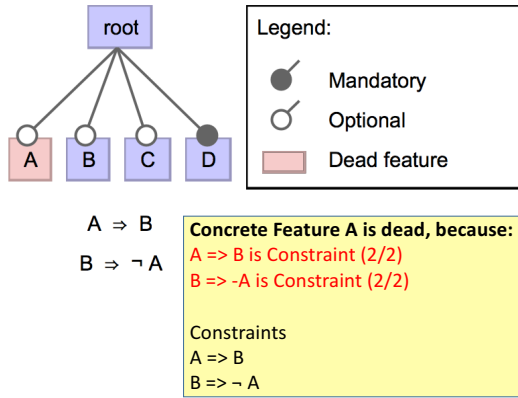 root
Legend:
Mandatory
Optional
Dead feature
A B C D
A ⇒ B
B ⇒ ¬ A
Concrete Feature A is dead, because:
A => B is Constraint (2/2)
B => -A is Constraint (2/2)
Constraints
A => B
B => ¬ A